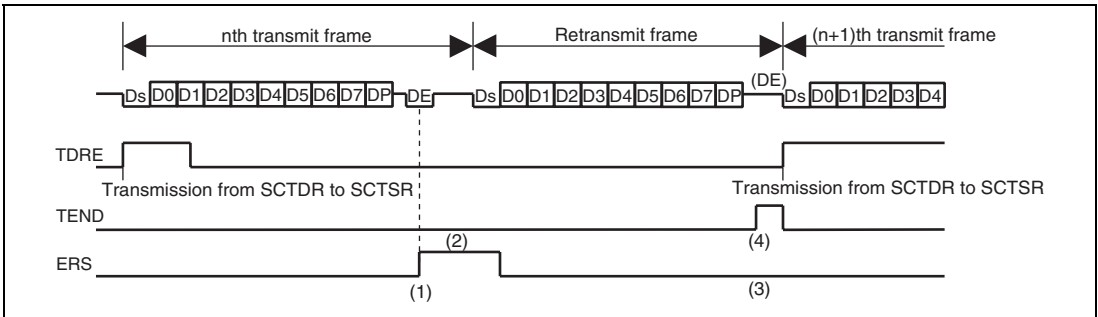 nth transmit frame Retransmit frame (n+1)th transmit frame
(DE)
Ds D0 D1 D2 D3 D4 D5 D6 D7 DP DE Ds D0 D1 D2 D3 D4 D5 D6 D7 DP Ds D0 D1 D2 D3 D4
TDRE
Transmission from SCTDR to SCTSR Transmission from SCTDR to SCTSR
TEND
(2) (4)
ERS
(1) (3)